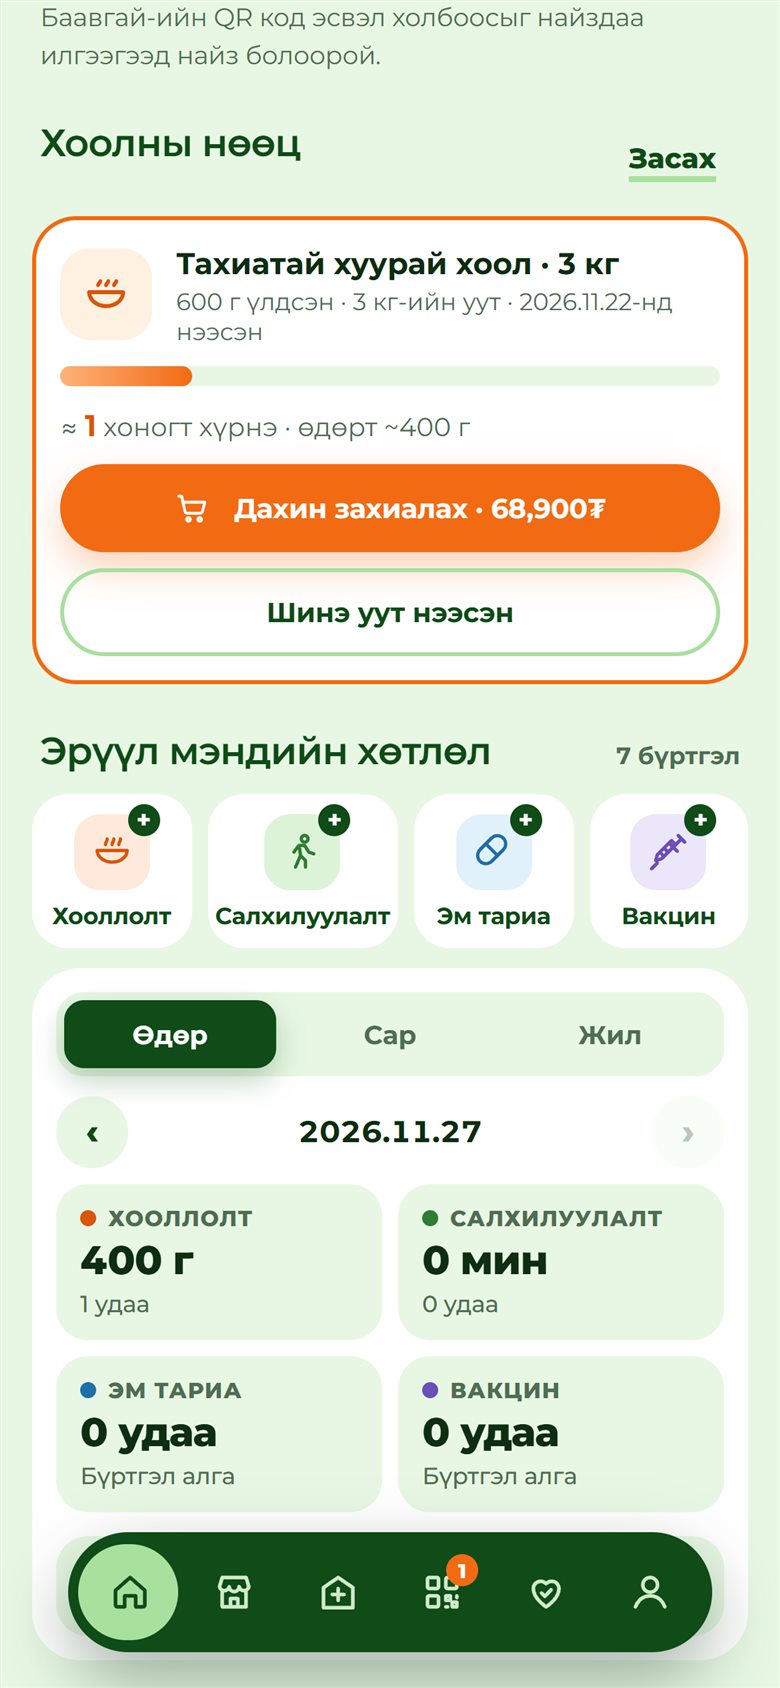 Баавгай-ийн QR код эсвэл холбоосыг найздаа
илгээгээд найз болоорой.
Хоолны нөөц
Засах
Тахиатай хуурай хоол · 3 кг
600 г үлдсэн · 3 кг-ийн уут · 2026.11.22-нд
нээсэн
≈ 1 хоногт хүрнэ · өдөрт ~400 г
Дахин захиалах · 68,900₮
Шинэ уут нээсэн
Эрүүл мэндийн хөтлөл
7 бүртгэл
Хооллолт
Салхилуулалт
Эм тариа
Вакцин
Өдөр
Сар
Жил
‹
2026.11.27
›
ХООЛЛОЛТ
400 г
1 удаа
САЛХИЛУУЛАЛТ
0 мин
0 удаа
ЭМ ТАРИА
0 удаа
Бүртгэл алга
ВАКЦИН
0 удаа
Бүртгэл алга
1